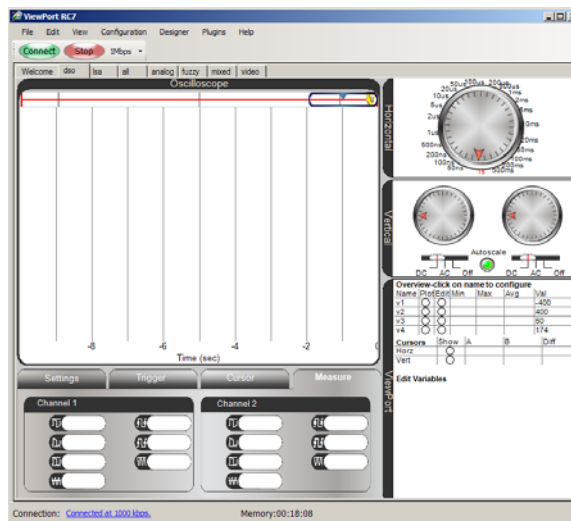 ViewPort RC7
File Edit View Configuration Designer Plugins Help
Connect Stop 1Mbps
Welcome dso lsa all analog fuzzy mixed video
Oscilloscope
-8 -6 -4 -2 0
Time (sec)
Settings Trigger Cursor Measure
Channel 1 Channel 2
Horizontal
50us 100us 200us
20us 500us
10us 1ms
5us 2ms
2us
1us
500ns 20ms
200ns 50ms
100ns
50ns 500ms
1s
Vertical
Autoscale
DC AC Off DC AC Off
ViewPort
Overview-click on name to configure
Name Plot Edit Min Max Avg Val
v1 -400
v2 400
v3 50
v4 174
Cursors Show A B Diff
Horz
Vert
Edit Variables
Connection: Connected at 1000 kbps. Memory:00:18:08